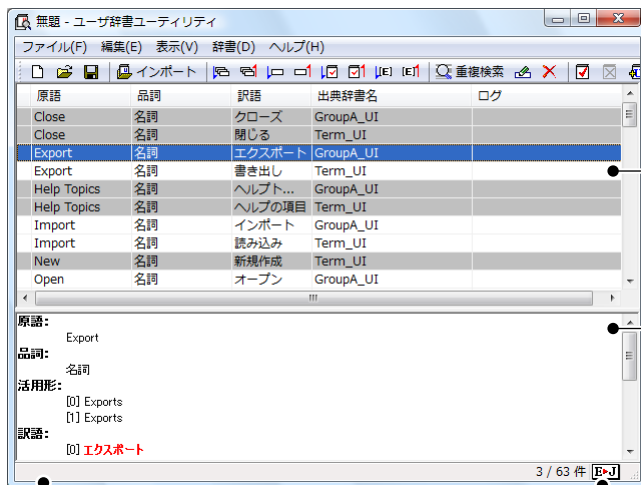 無題 - ユーザ辞書ユーティリティ
ファイル(F) 編集(E) 表示(V) 辞書(D) ヘルプ(H)
インポート 重複検索
原語 品詞 訳語 出典辞書名 ログ
Close 名詞 クローズ GroupA_UI
Close 名詞 閉じる Term_UI
Export 名詞 エクスポート GroupA_UI
Export 名詞 書き出し Term_UI
Help Topics 名詞 ヘルプト... GroupA_UI
Help Topics 名詞 ヘルプの項目 Term_UI
Import 名詞 インポート GroupA_UI
Import 名詞 読み込み Term_UI
New 名詞 新規作成 Term_UI
Open 名詞 オープン GroupA_UI
原語:
Export
品詞:
名詞
活用形:
[0] Exports
[1] Exports
訳語:
[0] エクスポート
3 / 63 件 E▸J